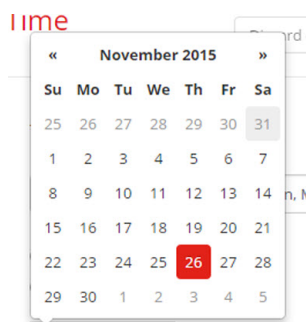 Time
Discard
« November 2015 »
Su Mo Tu We Th Fr Sa
25 26 27 28 29 30 31
1 2 3 4 5 6 7
8 9 10 11 12 13 14
n, M
15 16 17 18 19 20 21
22 23 24 25 26 27 28
29 30 1 2 3 4 5